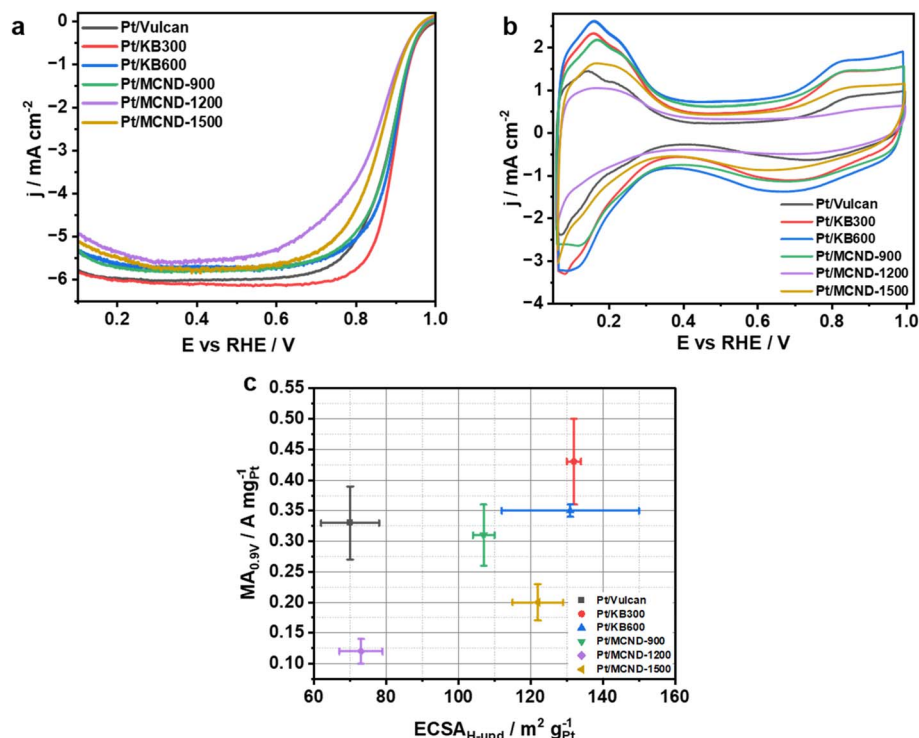 a
Pt/Vulcan
Pt/KB300
Pt/KB600
Pt/MCND-900
Pt/MCND-1200
Pt/MCND-1500
j / mA cm⁻²
0
−1
−2
−3
−4
−5
−6
0.2 0.4 0.6 0.8 1.0
E vs RHE / V
b
j / mA cm⁻²
2
1
0
−1
−2
−3
−4
Pt/Vulcan
Pt/KB300
Pt/KB600
Pt/MCND-900
Pt/MCND-1200
Pt/MCND-1500
0.2 0.4 0.6 0.8 1.0
E vs RHE / V
c
MA0.9V / A mg⁻¹Pt
0.55
0.50
0.45
0.40
0.35
0.30
0.25
0.20
0.15
0.10
Pt/Vulcan
Pt/KB300
Pt/KB600
Pt/MCND-900
Pt/MCND-1200
Pt/MCND-1500
60 80 100 120 140 160
ECSAH-upd / m² g⁻¹Pt